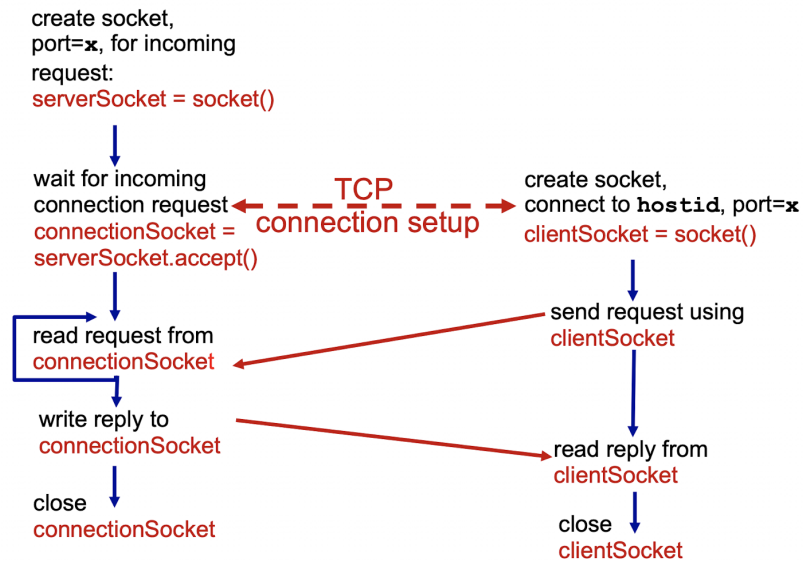 create socket,
port=x, for incoming
request:
serverSocket = socket()
wait for incoming
connection request
connectionSocket =
serverSocket.accept()
TCP
connection setup
create socket,
connect to hostid, port=x
clientSocket = socket()
read request from
connectionSocket
send request using
clientSocket
write reply to
connectionSocket
read reply from
clientSocket
close
connectionSocket
close
clientSocket